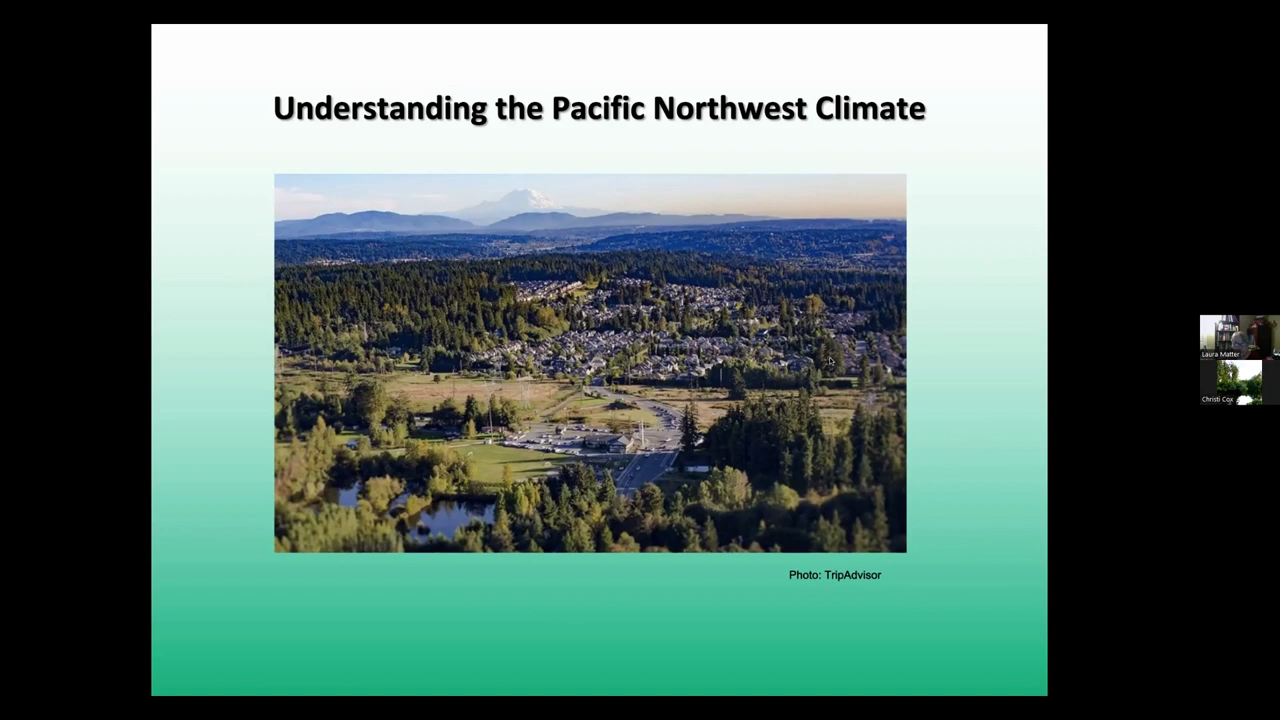 Understanding the Pacific Northwest Climate
Photo: TripAdvisor
Laura Matter
Christi Cox